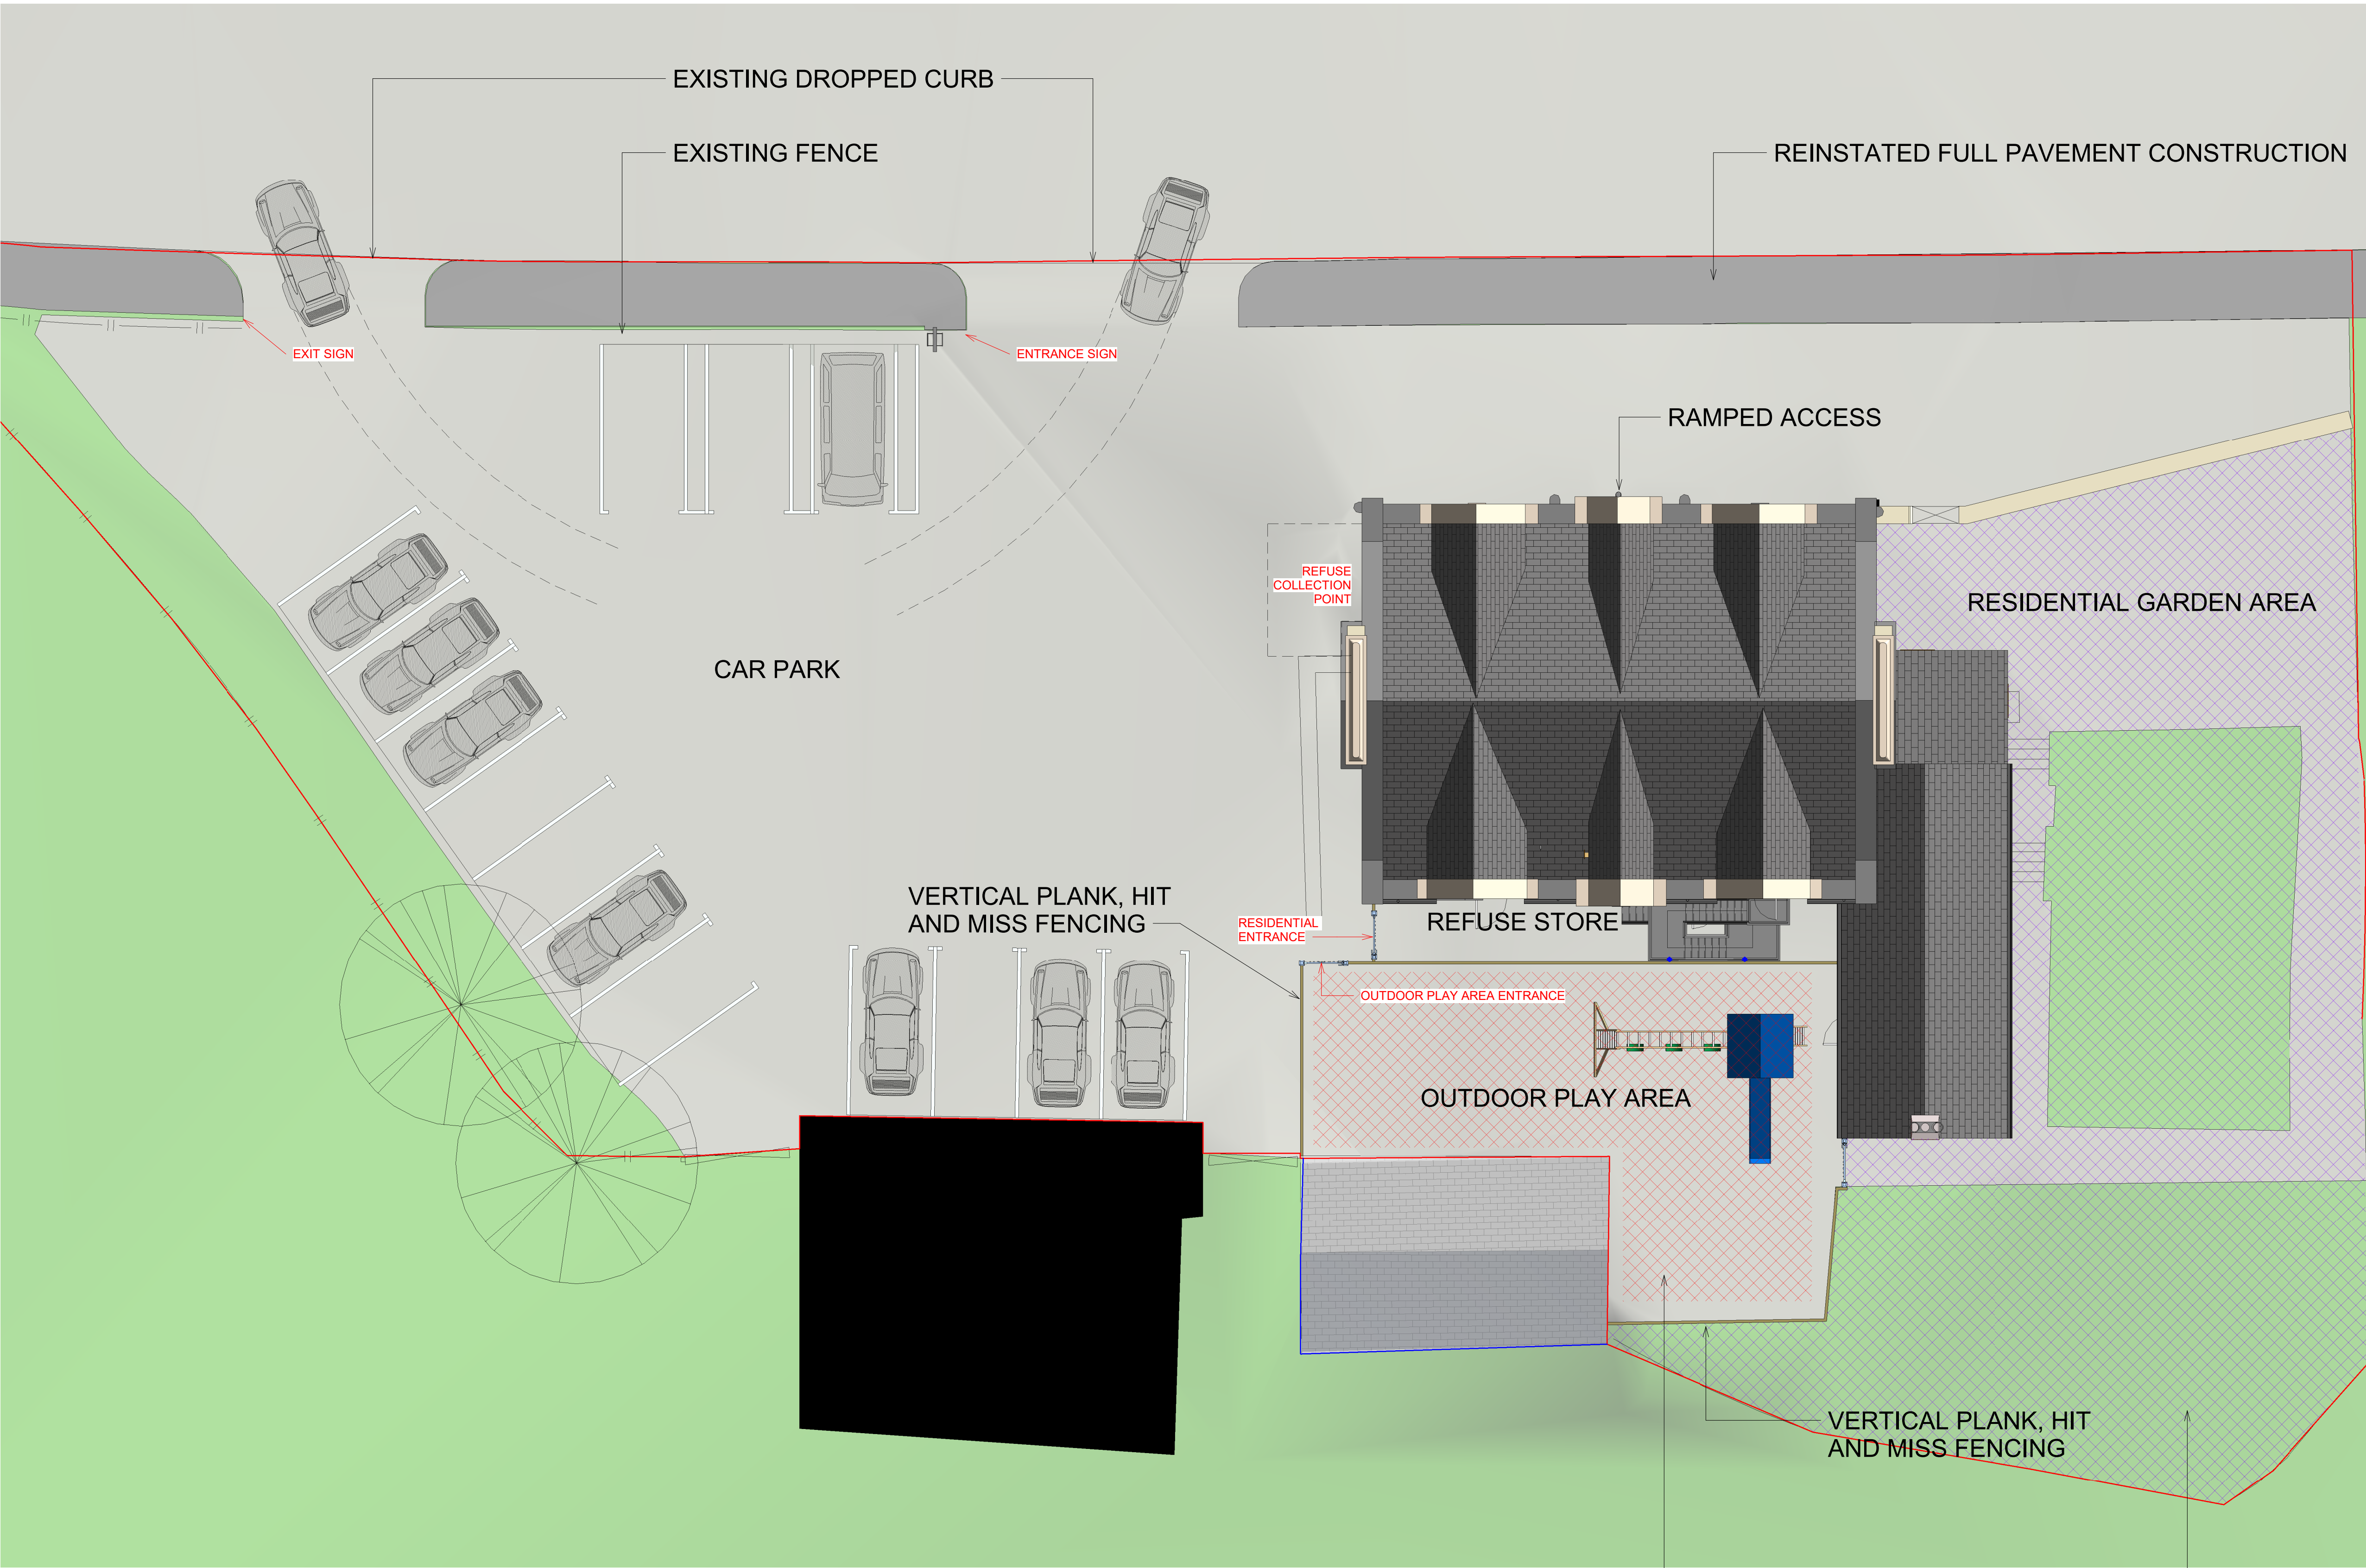 EXISTING DROPPED CURB
EXISTING FENCE
REINSTATED FULL PAVEMENT CONSTRUCTION
EXIT SIGN
ENTRANCE SIGN
RAMPED ACCESS
REFUSE
COLLECTION
POINT
RESIDENTIAL GARDEN AREA
CAR PARK
VERTICAL PLANK, HIT
AND MISS FENCING
RESIDENTIAL
ENTRANCE
REFUSE STORE
OUTDOOR PLAY AREA ENTRANCE
OUTDOOR PLAY AREA
VERTICAL PLANK, HIT
AND MISS FENCING